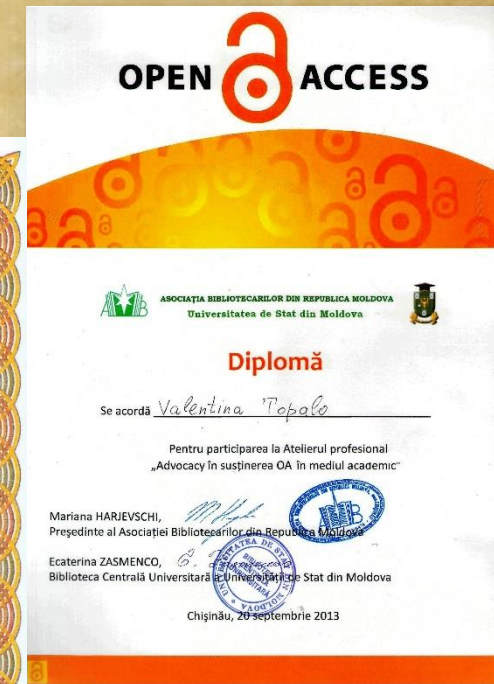 OPEN ACCESS
ASOCIAȚIA BIBLIOTECARILOR DIN REPUBLICA MOLDOVA
Universitatea de Stat din Moldova
Diplomă
Se acordă Valentina Topalo
Pentru participarea la Atelierul profesional
„Advocacy în susținerea OA în mediul academic"
Mariana HARJEVSCHI,
Președinte al Asociației Bibliotecarilor din Republica Moldova
Ecaterina ZASMENCO,
Biblioteca Centrală Universitară a Universității de Stat din Moldova
Chişinău, 20 septembrie 2013